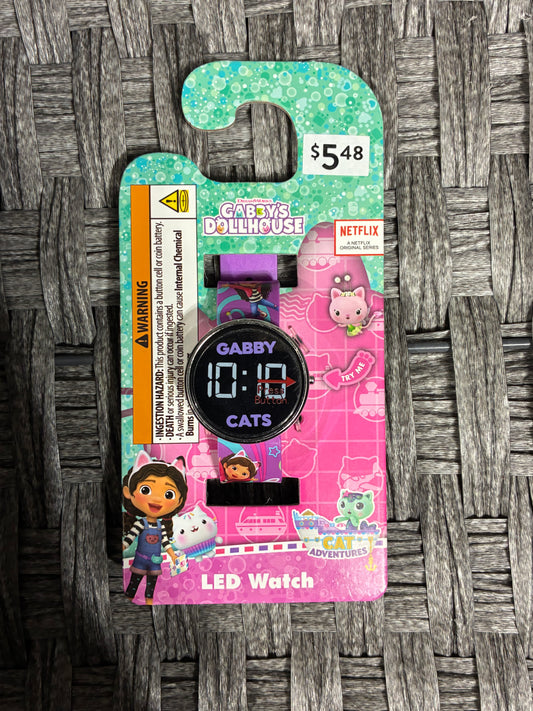 $5.48
DREAMWORKS
GABBY'S
DOLLHOUSE
NETFLIX
A NETFLIX
ORIGINAL SERIES
WARNING
• INGESTION HAZARD: This product contains a button cell or coin battery.
• DEATH or serious injury can occur if ingested.
• A swallowed button cell or coin battery can cause Internal Chemical
Burns in
GABBY
10:10
Press
Button
CATS
TRY ME
CAT
ADVENTURES
LED Watch